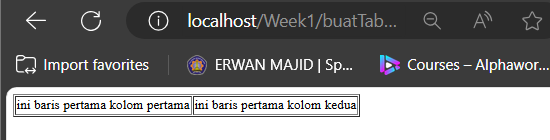 localhost/Week1/buatTab...
Import favorites
ERWAN MAJID | Sp...
Courses – Alphawor...
ini baris pertama kolom pertama ini baris pertama kolom kedua